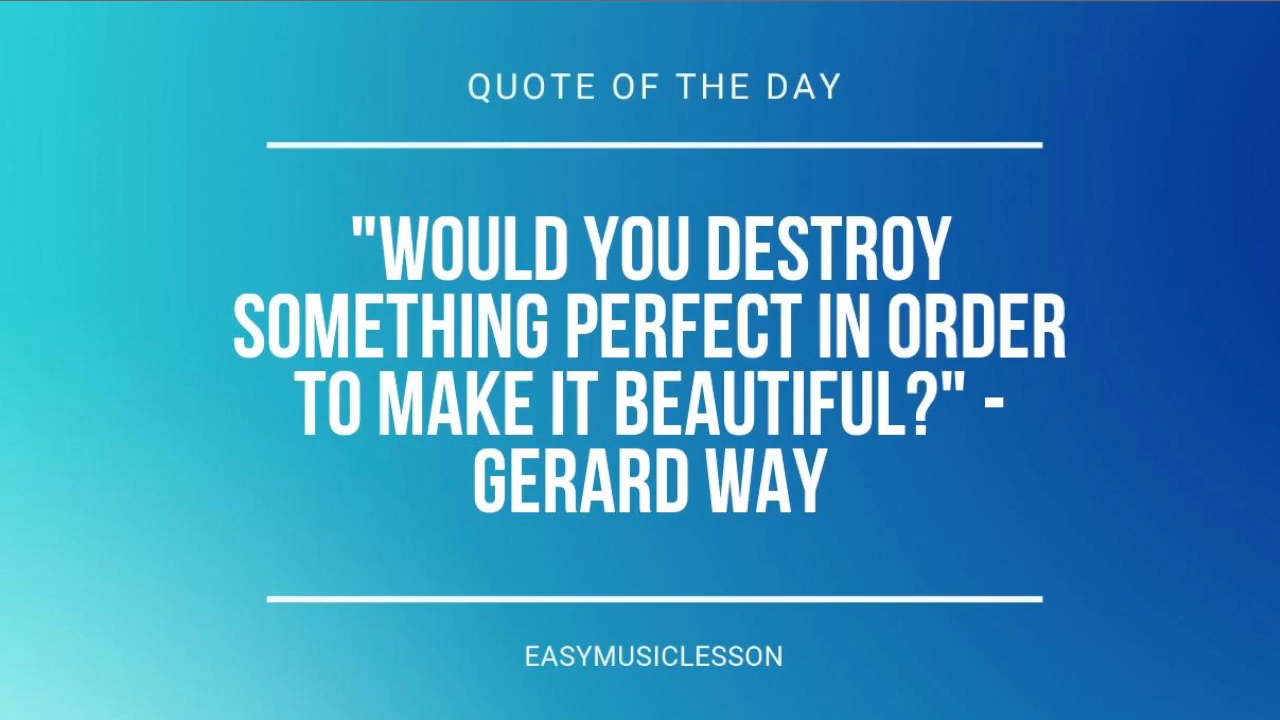 QUOTE OF THE DAY
"WOULD YOU DESTROY
SOMETHING PERFECT IN ORDER
TO MAKE IT BEAUTIFUL?" -
GERARD WAY
EASYMUSICLESSON